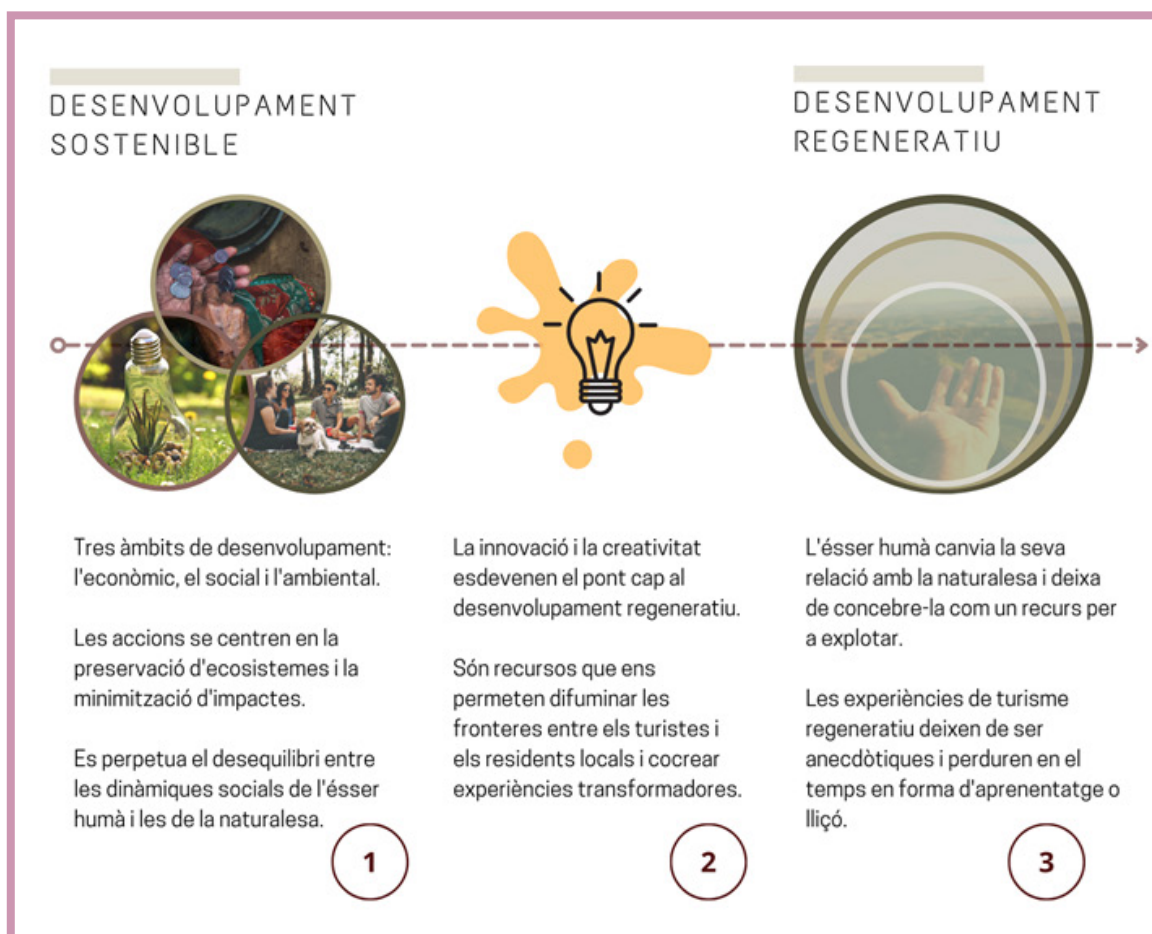 DESENVOLUPAMENT
SOSTENIBLE
DESENVOLUPAMENT
REGENERATIU
Tres àmbits de desenvolupament:
l'econòmic, el social i l'ambiental.
Les accions se centren en la
preservació d'ecosistemes i la
minimització d'impactes.
Es perpetua el desequilibri entre
les dinàmiques socials de l'ésser
humà i les de la naturalesa.
1
La innovació i la creativitat
esdevenen el pont cap al
desenvolupament regeneratiu.
Són recursos que ens
permeten difuminar les
fronteres entre els turistes i
els residents locals i cocrear
experiències transformadores.
2
L'ésser humà canvia la seva
relació amb la naturalesa i deixa
de concebre-la com un recurs per
a explotar.
Les experiències de turisme
regeneratiu deixen de ser
anecdòtiques i perduren en el
temps en forma d'aprenentatge o
lliçó.
3